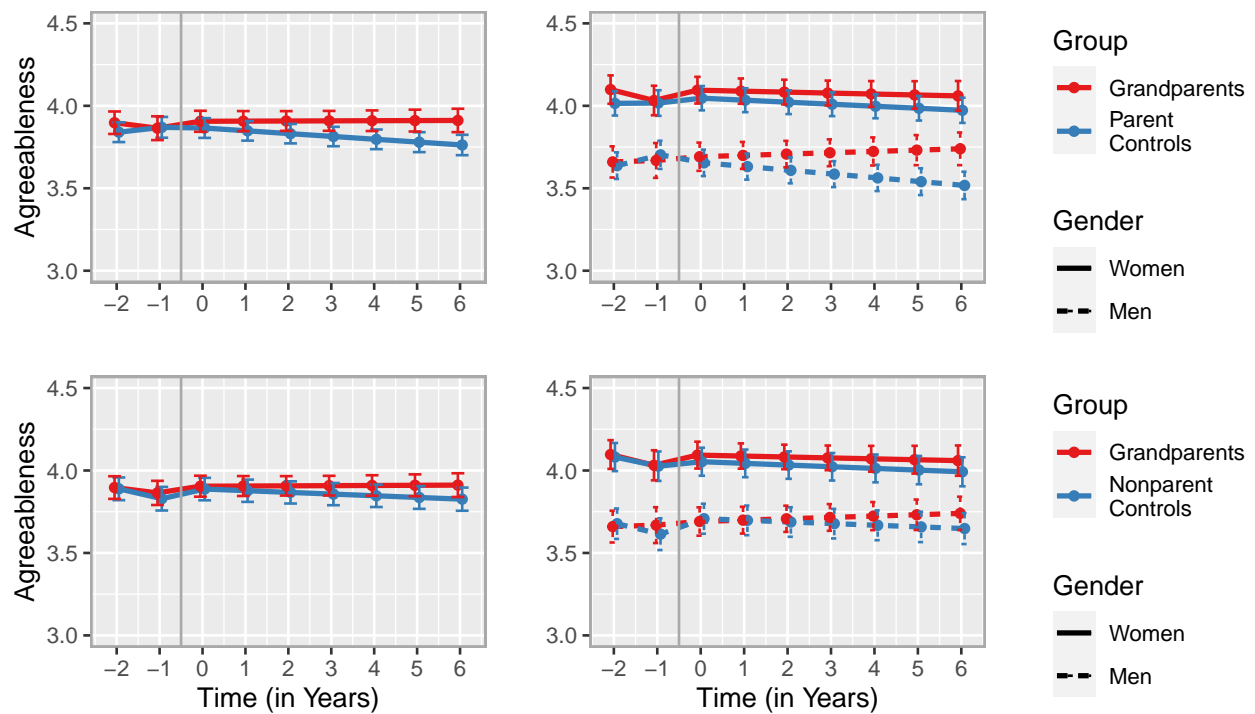 4.5
4.0
3.5
3.0
Agreeableness
−2 −1 0 1 2 3 4 5 6
4.5
4.0
3.5
3.0
−2 −1 0 1 2 3 4 5 6
Group
Grandparents
Parent
Controls
Gender
Women
Men
4.5
4.0
3.5
3.0
Agreeableness
−2 −1 0 1 2 3 4 5 6
Time (in Years)
4.5
4.0
3.5
3.0
−2 −1 0 1 2 3 4 5 6
Time (in Years)
Group
Grandparents
Nonparent
Controls
Gender
Women
Men